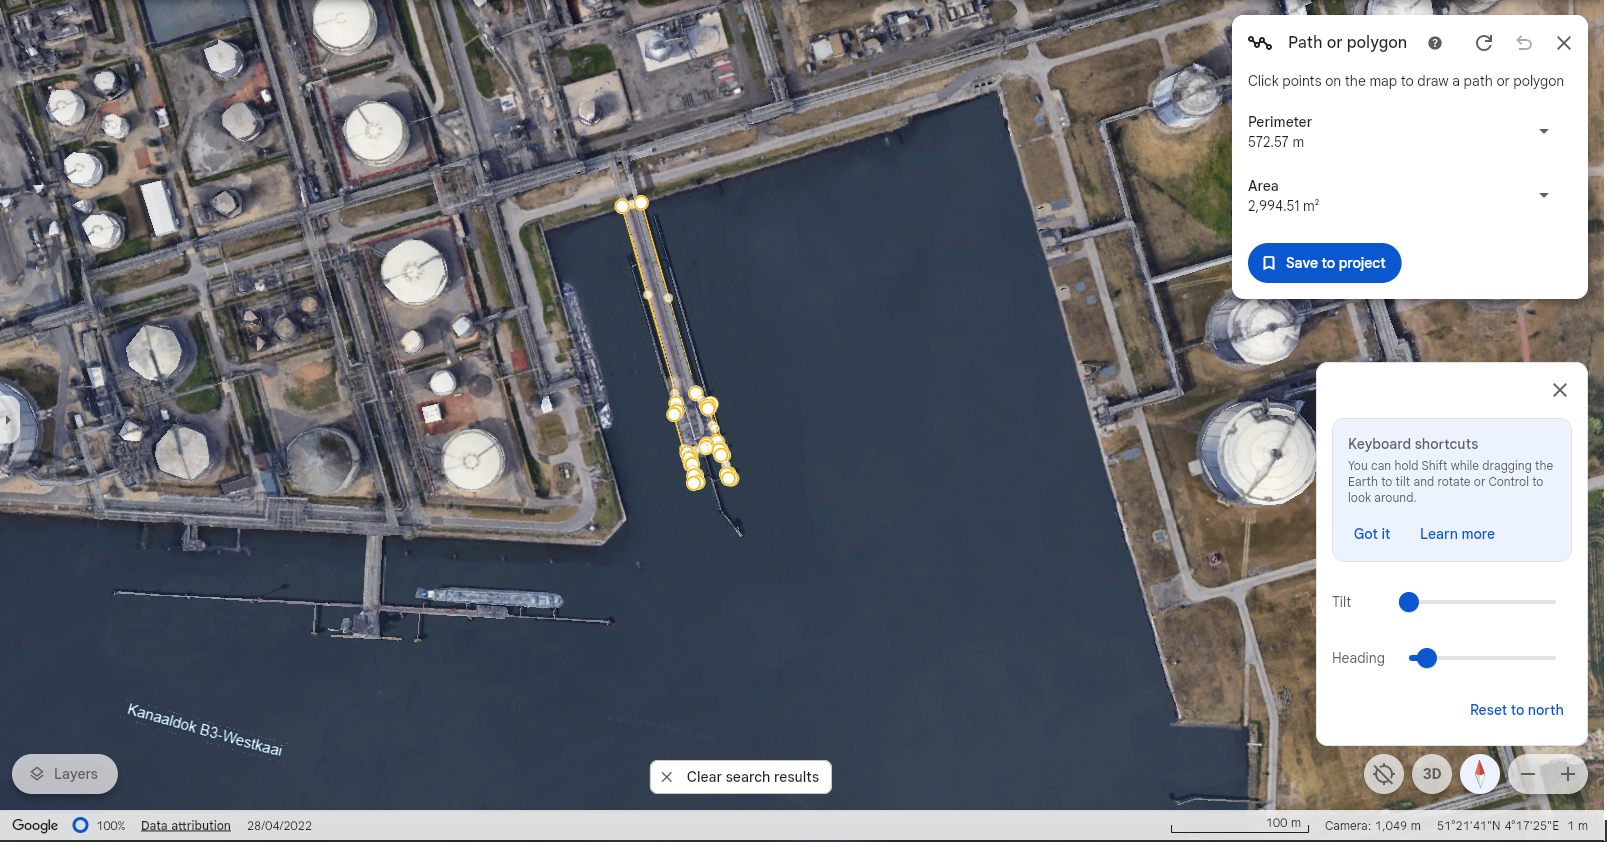 Path or polygon
Click points on the map to draw a path or polygon
Perimeter
572.57 m
Area
2,994.51 m²
Save to project
Keyboard shortcuts
You can hold Shift while dragging the
Earth to tilt and rotate or Control to
look around.
Got it
Learn more
Tilt
Heading
Reset to north
Kanaaldok B3-Westkaai
Layers
Clear search results
3D
Google
100%
Data attribution
28/04/2022
100 m
Camera: 1,049 m
51°21'41"N 4°17'25"E
1 m